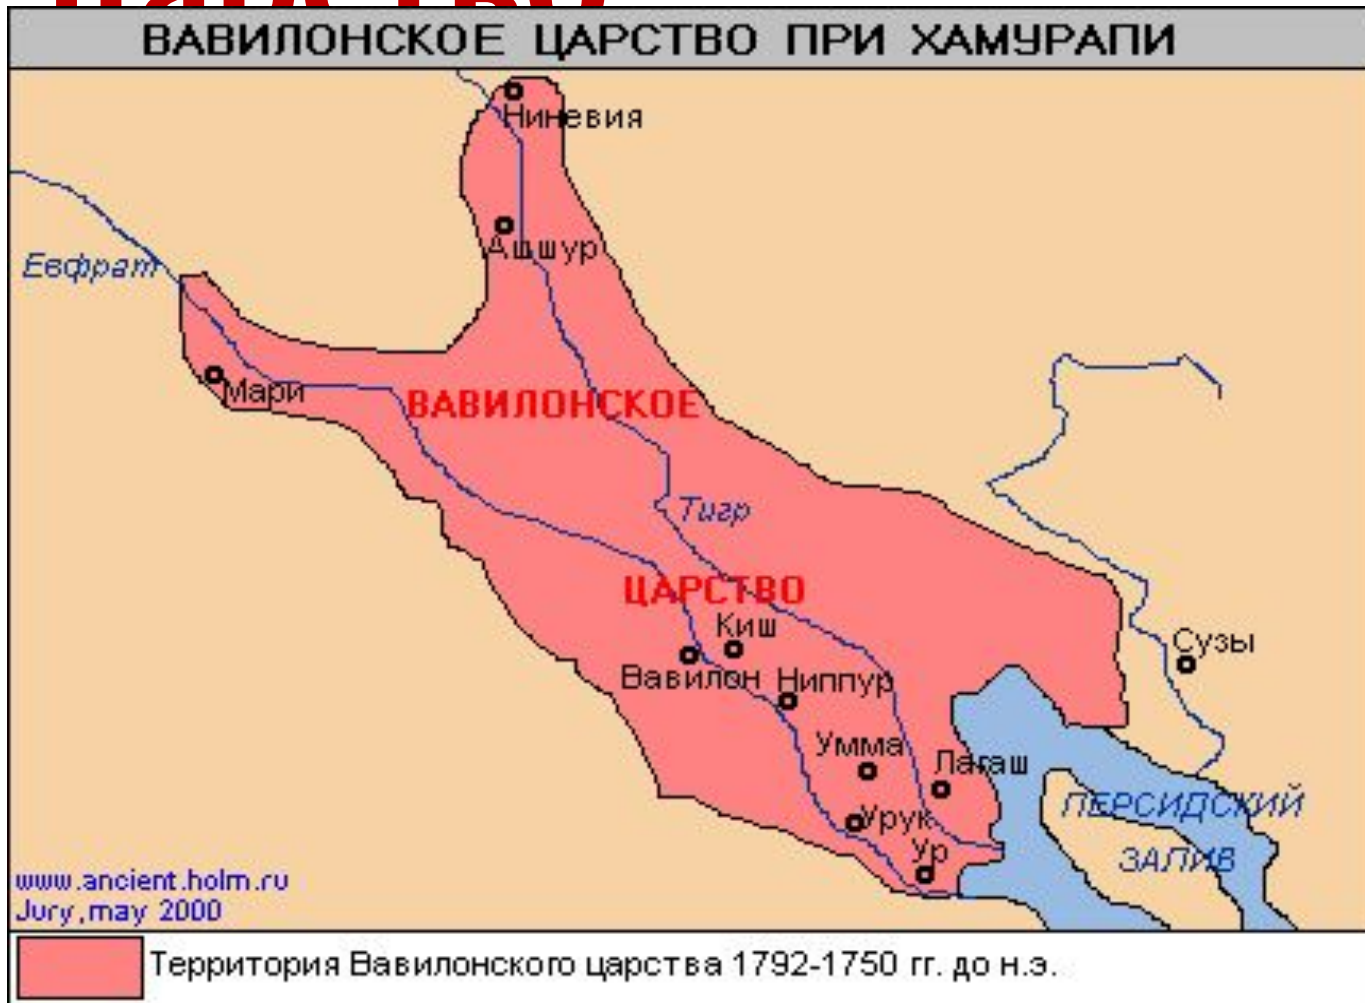 ВАВИЛОНСКОЕ ЦАРСТВО ПРИ ХАМУРАПИ
Ниневия
Ашшур
Евфрат
Мари
ВАВИЛОНСКОЕ
Тигр
ЦАРСТВО
Киш
Сузы
Вавилон
Ниппур
Умма
Лагаш
ПЕРСИДСКИЙ
Урук
Ур
ЗАЛИВ
www.ancient.holm.ru
Jury,may 2000
Территория Вавилонского царства 1792-1750 гг. до н.э.